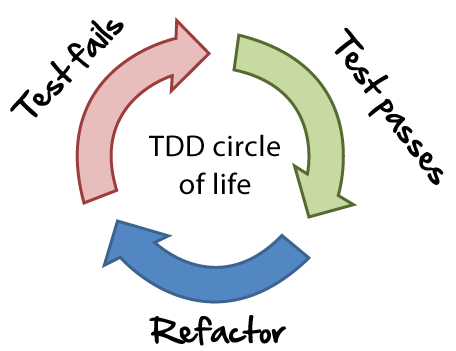 Test fails
Test passes
TDD circle
of life
Refactor